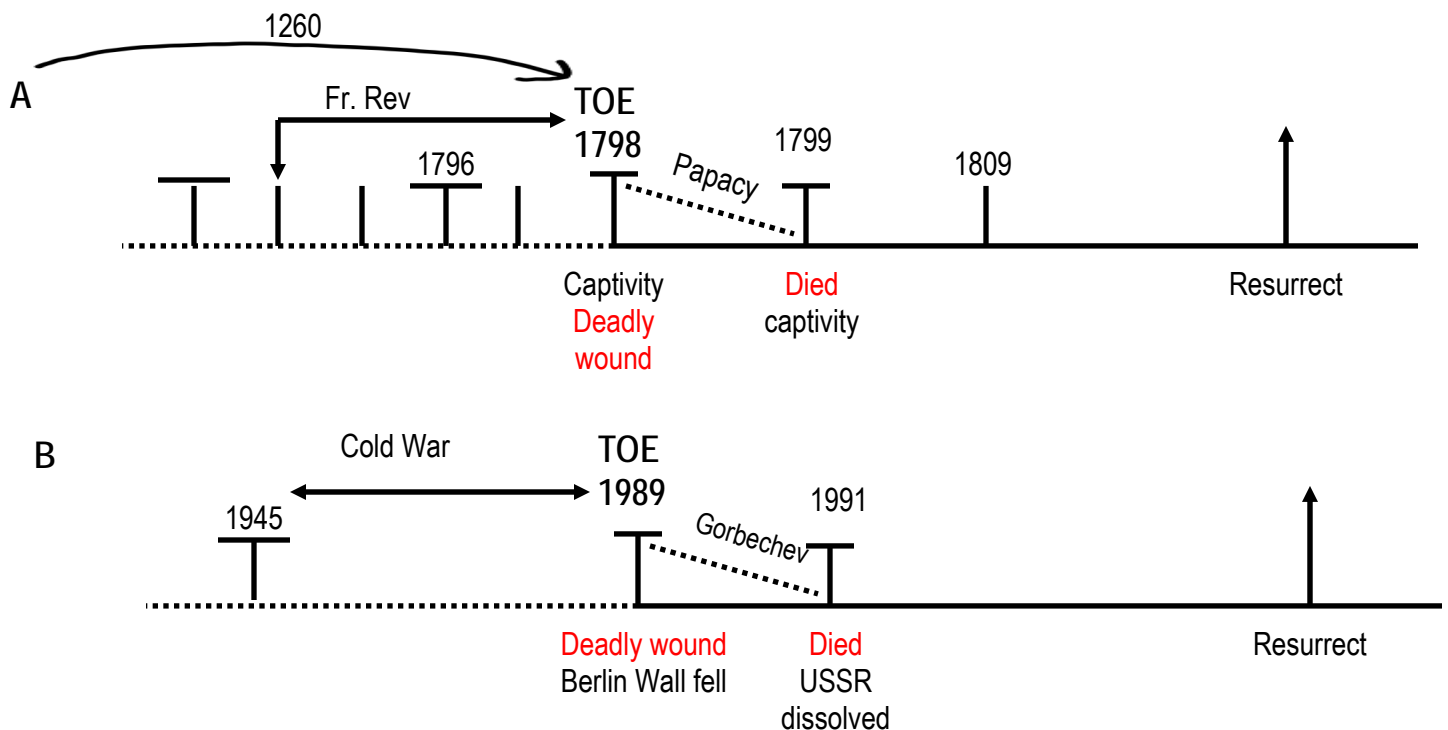 1260
A
Fr. Rev
TOE
1798
1796
Papacy
1799
1809
Captivity
Deadly
wound
Died
captivity
Resurrect
B
Cold War
TOE
1989
1945
Gorbechev
1991
Deadly wound
Berlin Wall fell
Died
USSR
dissolved
Resurrect